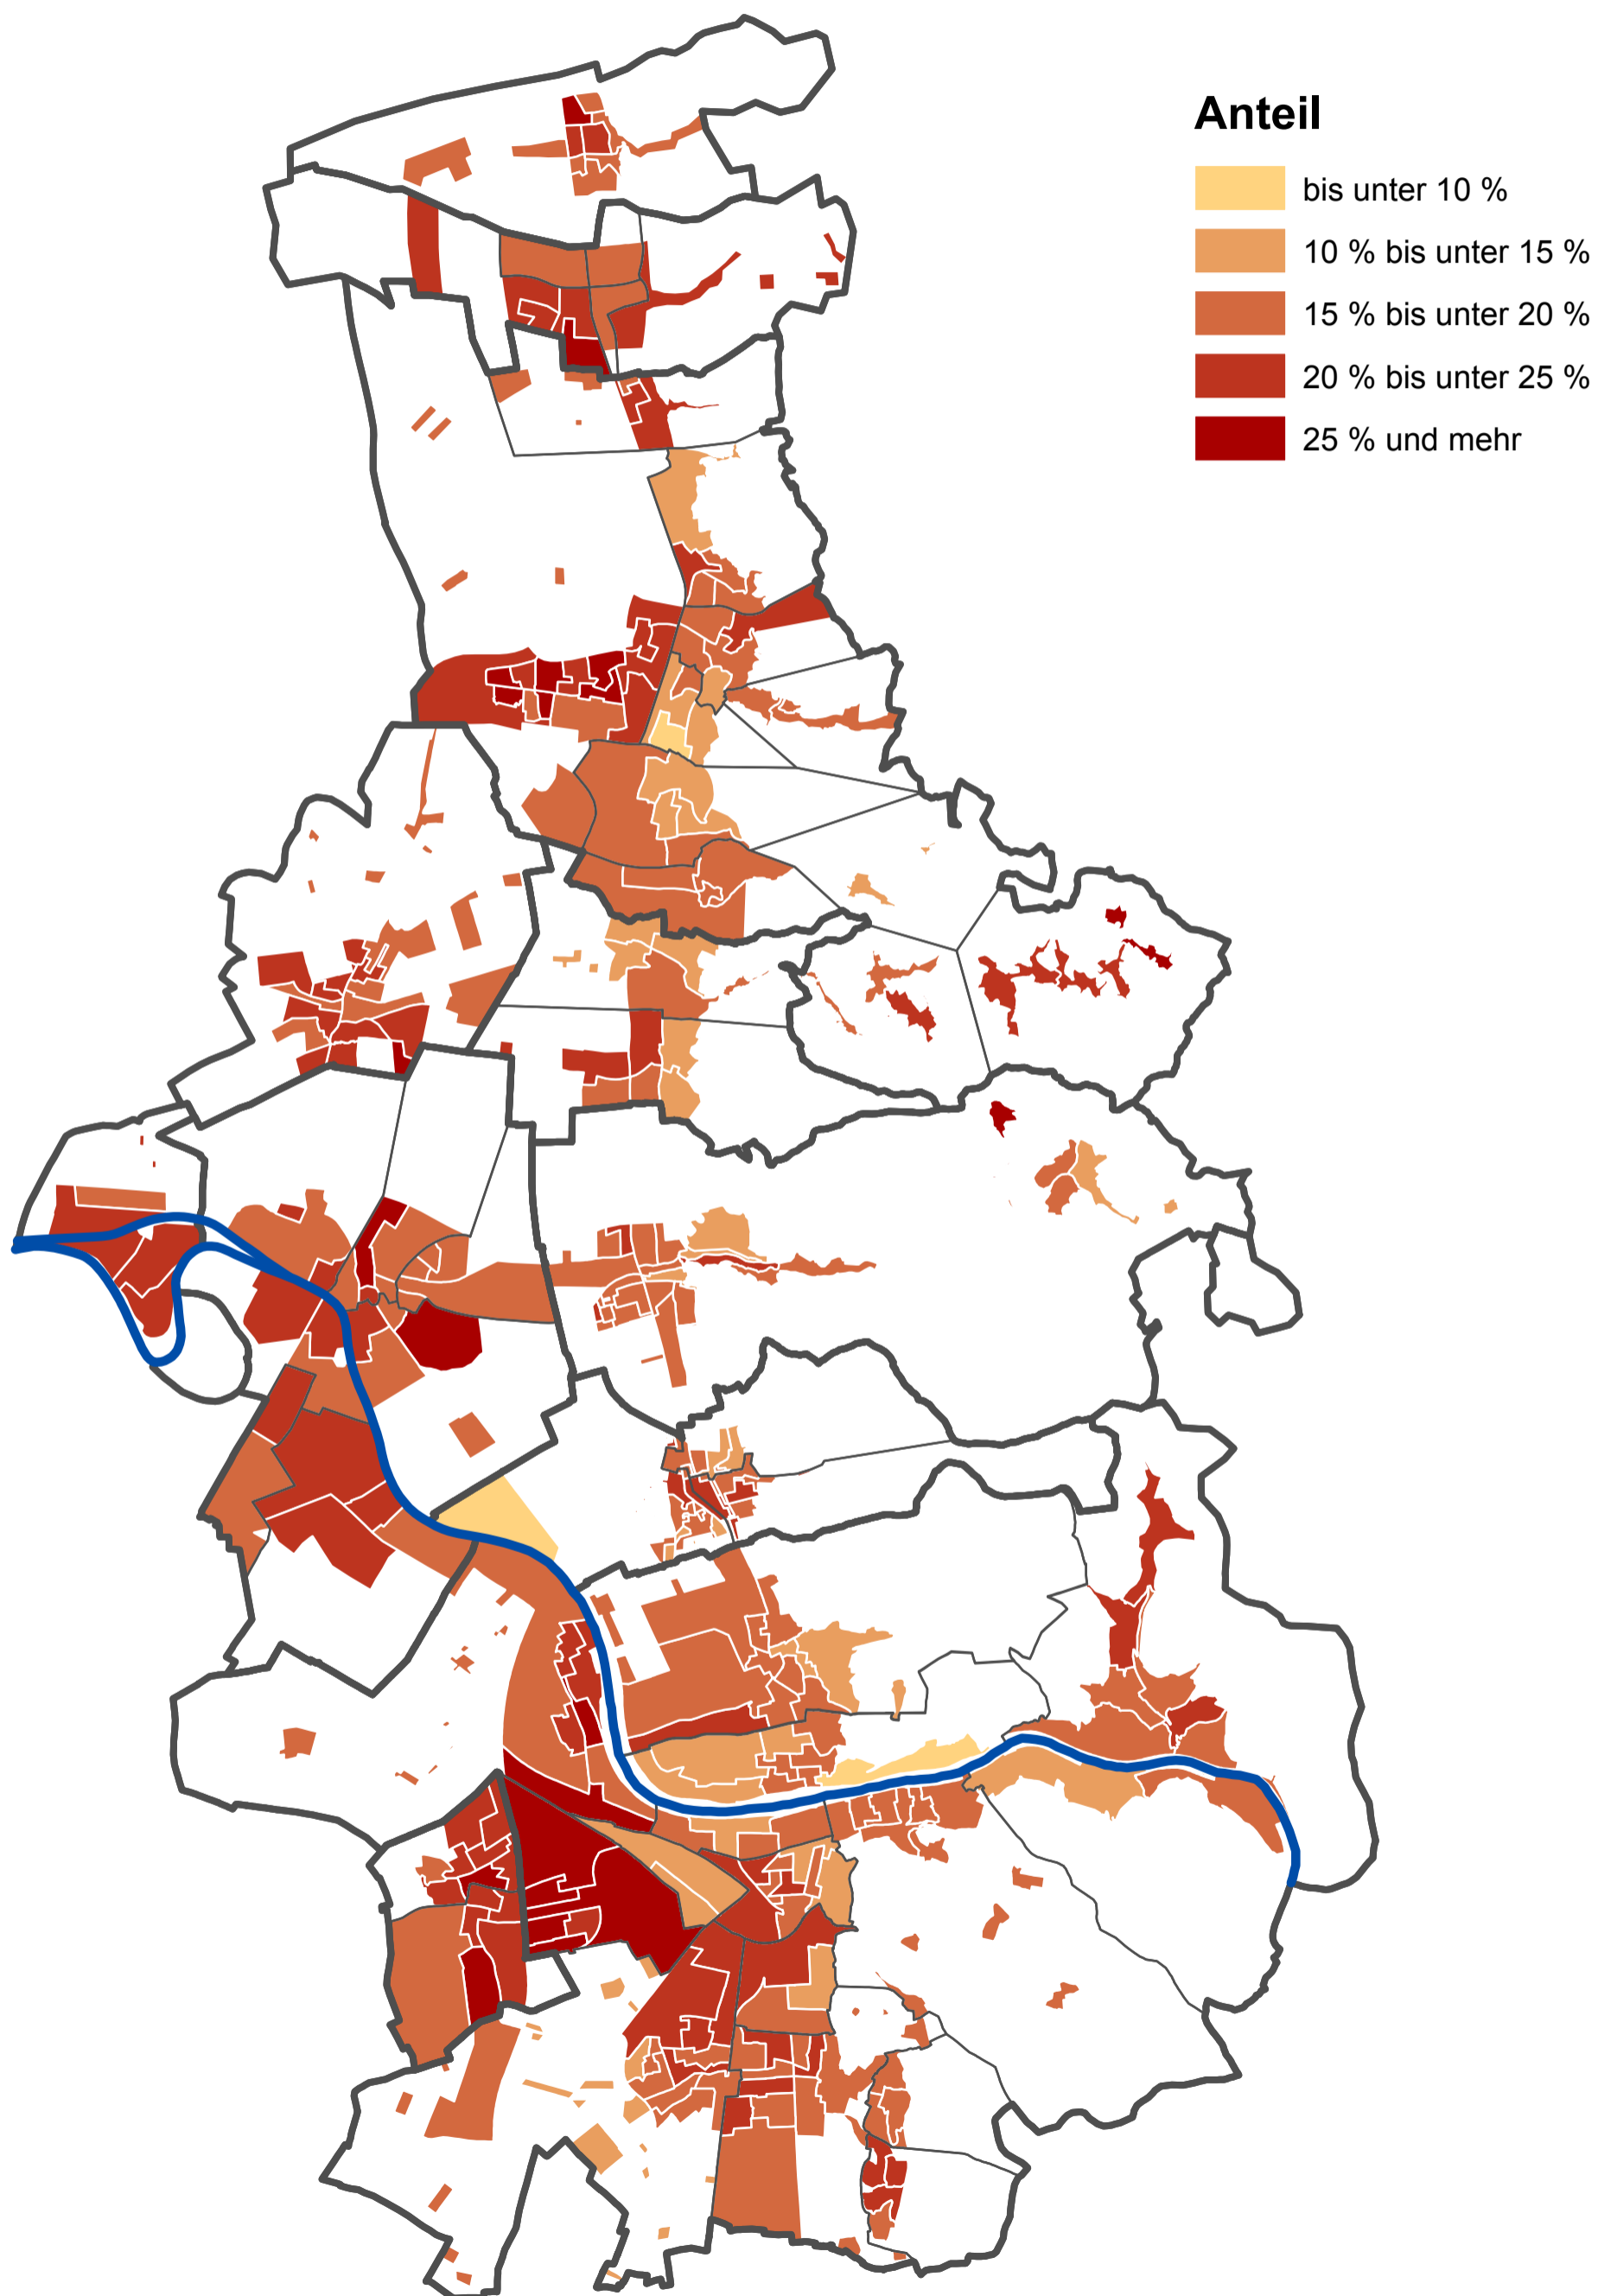 Anteil
bis unter 10 %
10 % bis unter 15 %
15 % bis unter 20 %
20 % bis unter 25 %
25 % und mehr